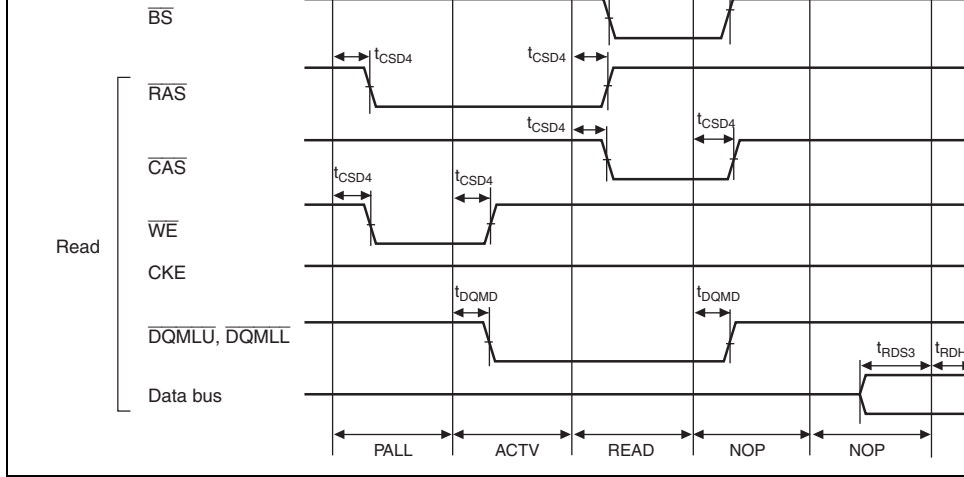 BS
tCSD4 tCSD4
RAS
tCSD4 tCSD4
CAS
tCSD4 tCSD4
WE
Read
CKE
tDQMD tDQMD
DQMLU, DQMLL
tRDS3 tRDH
Data bus
PALL ACTV READ NOP NOP